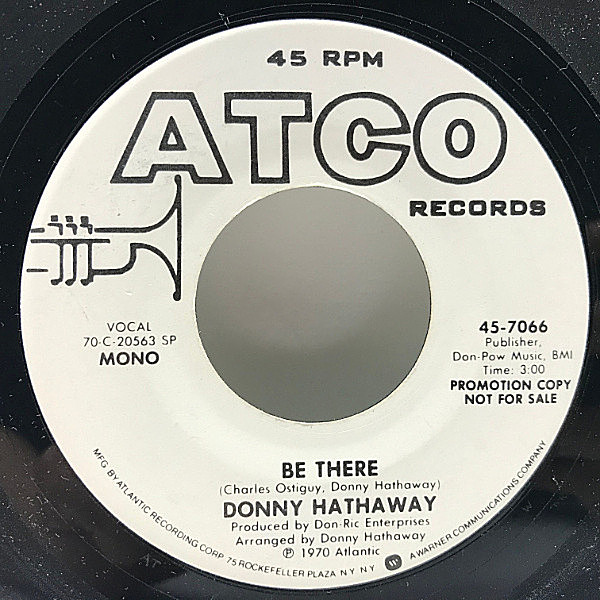 45 RPM
ATCO
RECORDS
VOCAL
70-C-20563 SP
MONO
45-7066
Publisher,
Don-Pow Music, BMI
Time: 3:00
PROMOTION COPY
NOT FOR SALE
BE THERE
(Charles Ostiguy, Donny Hathaway)
DONNY HATHAWAY
Produced by Don-Ric Enterprises
Arranged by Donny Hathaway
℗ 1970 Atlantic
MFG. BY ATLANTIC RECORDING CORP. 75 ROCKEFELLER PLAZA N.Y. N.Y. W A WARNER COMMUNICATIONS COMPANY